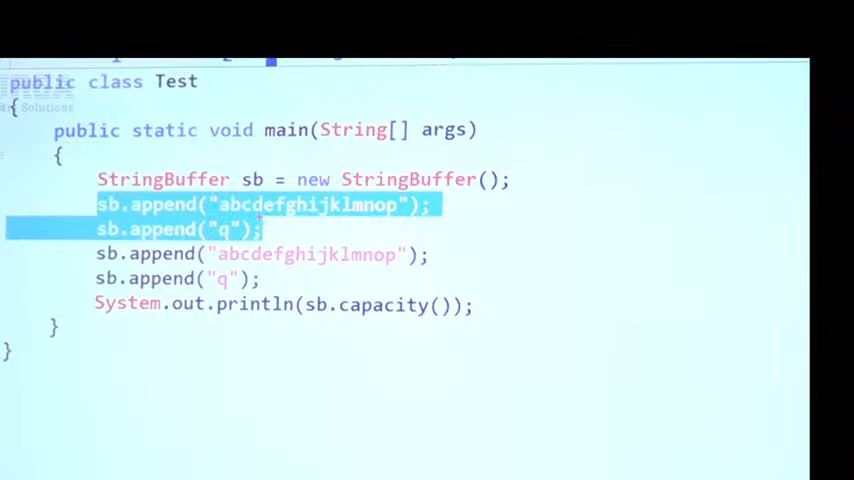 public class Test
{
Solutions
public static void main(String[] args)
{
StringBuffer sb = new StringBuffer();
sb.append("abcdefghijklmnop");
sb.append("q");
sb.append("abcdefghijklmnop");
sb.append("q");
System.out.println(sb.capacity());
}
}